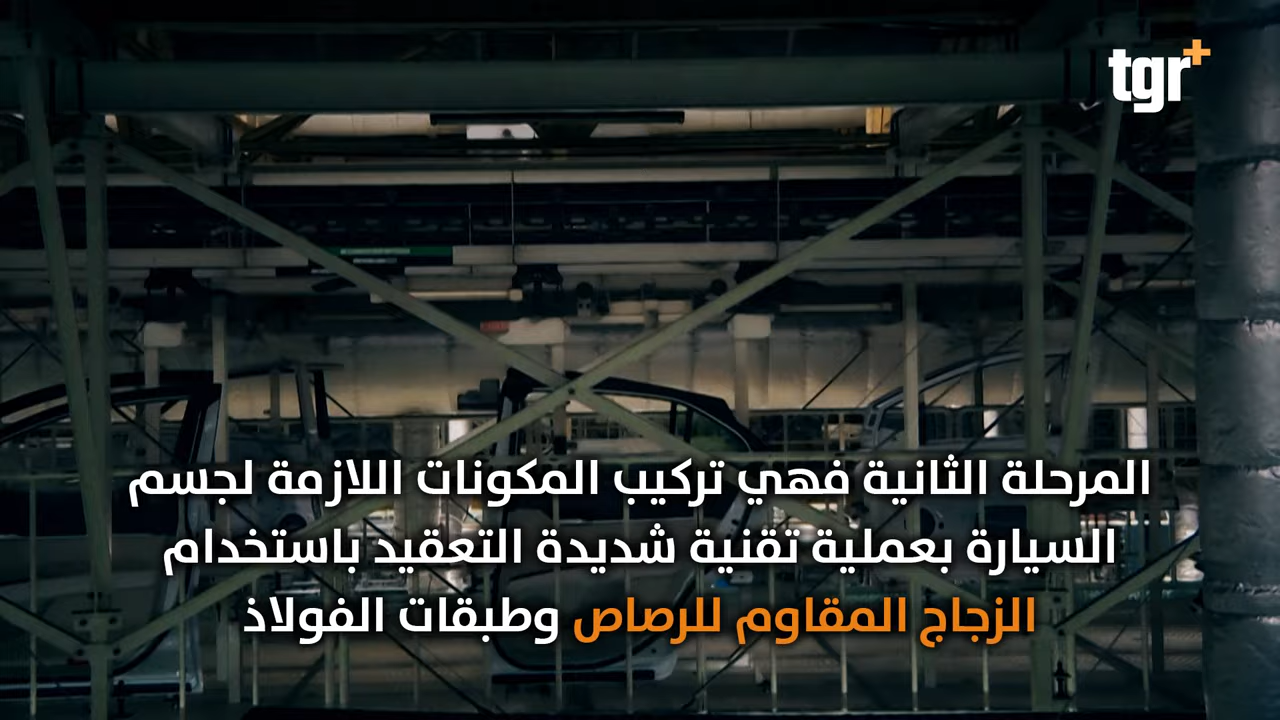 tgr+
المرحلة الثانية فهي تركيب المكونات اللازمة لجسم
السيارة بعملية تقنية شديدة التعقيد باستخدام
الزجاج المقاوم للرصاص وطبقات الفولاذ